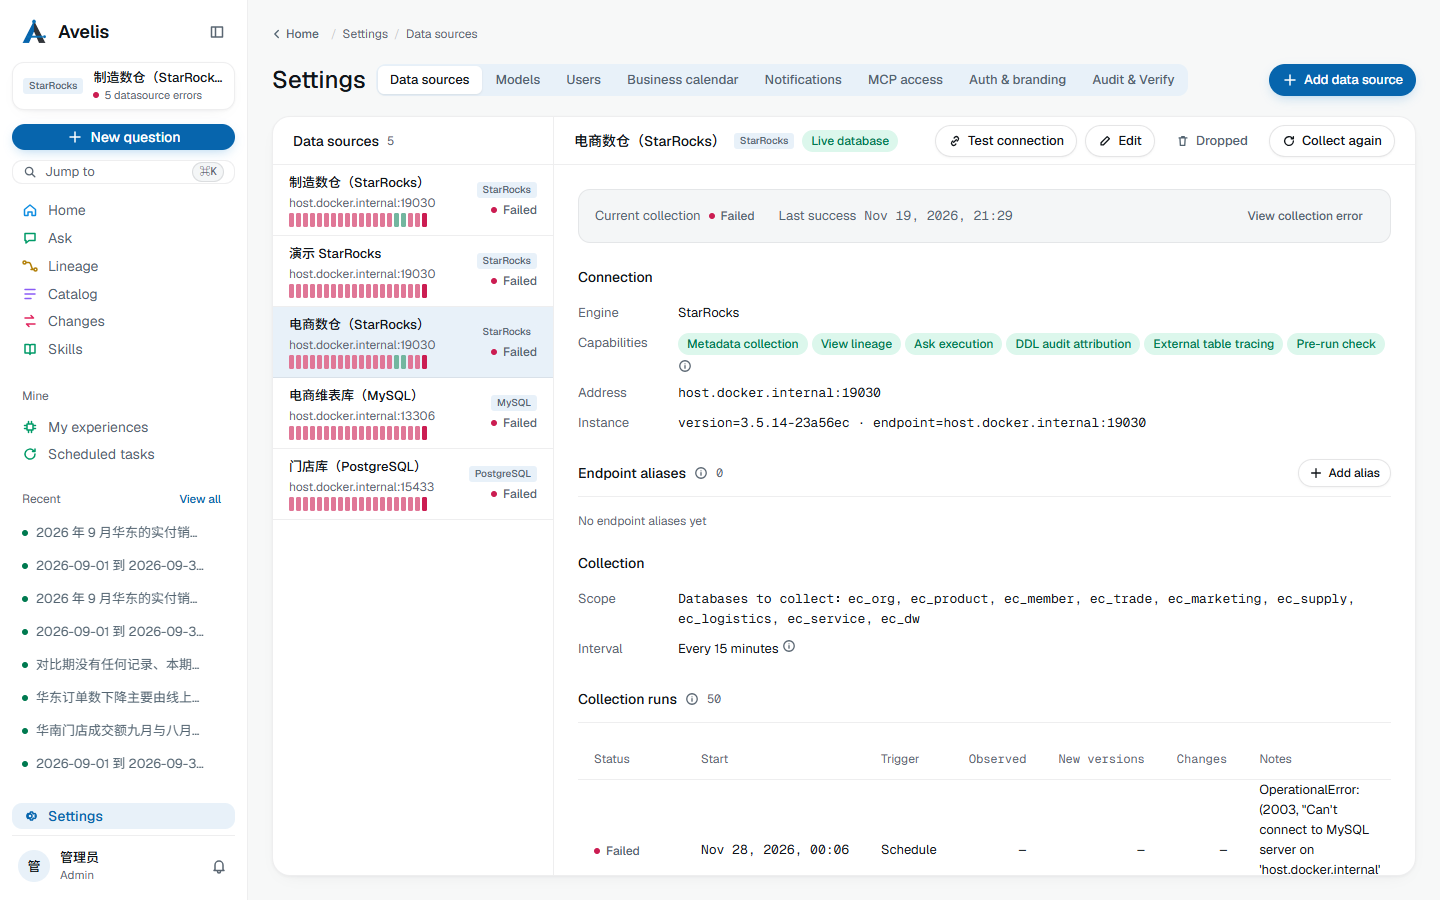 Avelis
StarRocks
制造数仓（StarRock...
5 datasource errors
New question
Jump to
⌘K
Home
Ask
Lineage
Catalog
Changes
Skills
Mine
My experiences
Scheduled tasks
Recent
View all
2026 年 9 月华东的实付销...
2026-09-01 到 2026-09-3...
2026 年 9 月华东的实付销...
2026-09-01 到 2026-09-3...
对比期没有任何记录、本期...
华东订单数下降主要由线上...
华南门店成交额九月与八月...
2026-09-01 到 2026-09-3...
Settings
管
管理员
Admin
Home / Settings / Data sources
Settings
Data sources
Models
Users
Business calendar
Notifications
MCP access
Auth & branding
Audit & Verify
Add data source
Data sources 5
制造数仓（StarRocks）
StarRocks
host.docker.internal:19030
Failed
演示 StarRocks
StarRocks
host.docker.internal:19030
Failed
电商数仓（StarRocks）
StarRocks
host.docker.internal:19030
Failed
电商维表库（MySQL）
MySQL
host.docker.internal:13306
Failed
门店库（PostgreSQL）
PostgreSQL
host.docker.internal:15433
Failed
电商数仓（StarRocks）
StarRocks
Live database
Test connection
Edit
Dropped
Collect again
Current collection Failed Last success Nov 19, 2026, 21:29
View collection error
Connection
Engine
StarRocks
Capabilities
Metadata collection
View lineage
Ask execution
DDL audit attribution
External table tracing
Pre-run check
Address
host.docker.internal:19030
Instance
version=3.5.14-23a56ec · endpoint=host.docker.internal:19030
Endpoint aliases 0
Add alias
No endpoint aliases yet
Collection
Scope
Databases to collect: ec_org, ec_product, ec_member, ec_trade, ec_marketing, ec_supply,
ec_logistics, ec_service, ec_dw
Interval
Every 15 minutes
Collection runs 50
Status
Start
Trigger
Observed
New versions
Changes
Notes
Failed
Nov 28, 2026, 00:06
Schedule
—
—
—
OperationalError:
(2003, "Can't
connect to MySQL
server on
'host.docker.internal'